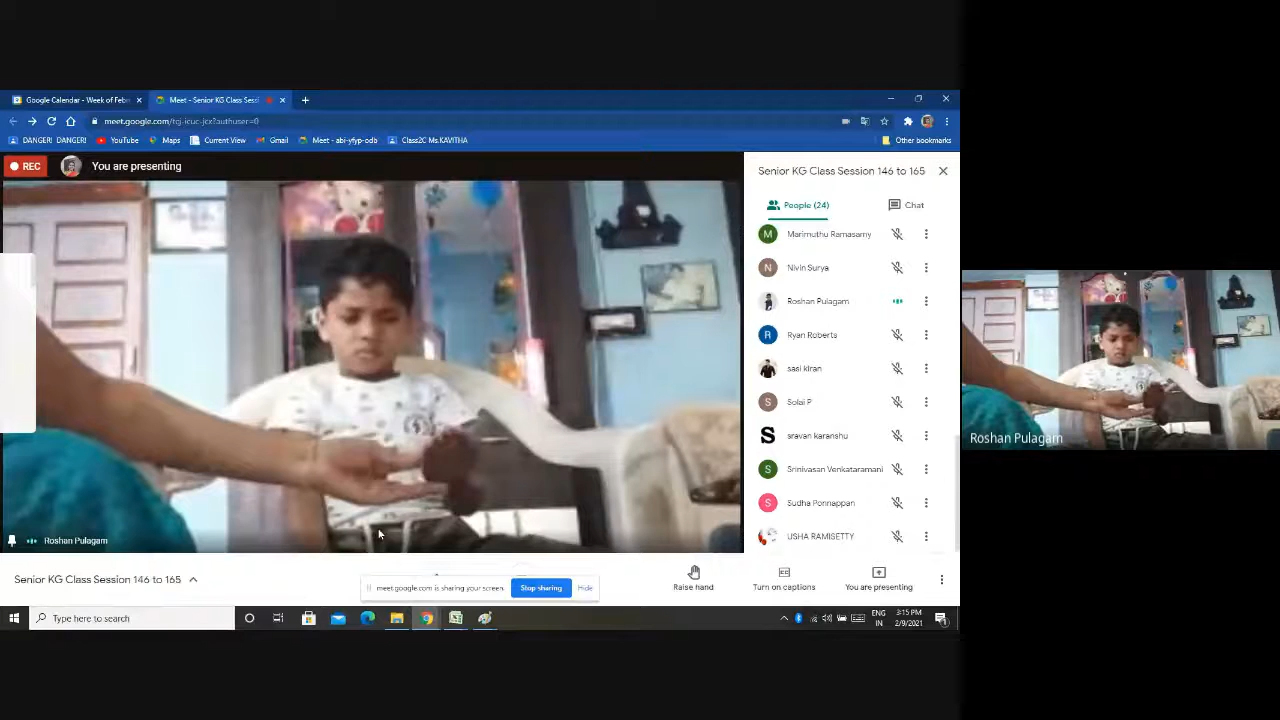 Google Calendar - Week of Feb
Meet - Senior KG Class Sessi
meet.google.com/tcj-icuc-jcz?authuser=0
DANGER! DANGER!
YouTube
Maps
Current View
Gmail
Meet - abi-yfyp-odb
Class2C Ms.KAVITHA
Other bookmarks
REC
You are presenting
Senior KG Class Session 146 to 165
People (24)
Chat
M Marimuthu Ramasamy
N Nivin Surya
Roshan Pulagam
R Ryan Roberts
sasi kiran
S Solai P
S sravan karanshu
S Srinivasan Venkataramani
S Sudha Ponnappan
USHA RAMISETTY
Roshan Pulagam
Roshan Pulagam
Senior KG Class Session 146 to 165
meet.google.com is sharing your screen.
Stop sharing
Hide
Raise hand
Turn on captions
You are presenting
Type here to search
ENG
IN
3:15 PM
2/9/2021